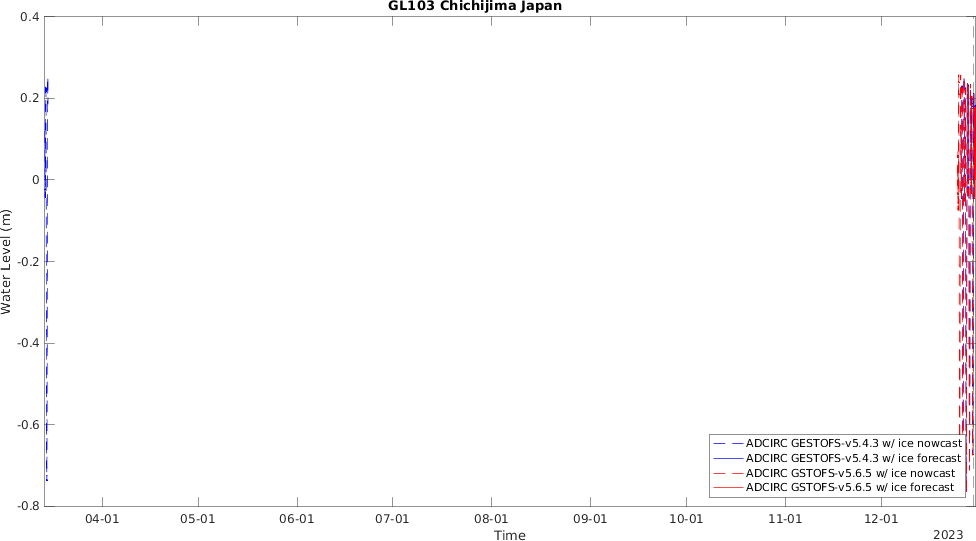 GL103 Chichijima Japan
0.4
0.2
0
-0.2
-0.4
-0.6
-0.8
Water Level (m)
ADCIRC GESTOFS-v5.4.3 w/ ice nowcast
ADCIRC GESTOFS-v5.4.3 w/ ice forecast
ADCIRC GSTOFS-v5.6.5 w/ ice nowcast
ADCIRC GSTOFS-v5.6.5 w/ ice forecast
04-01 05-01 06-01 07-01 08-01 09-01 10-01 11-01 12-01
Time
2023